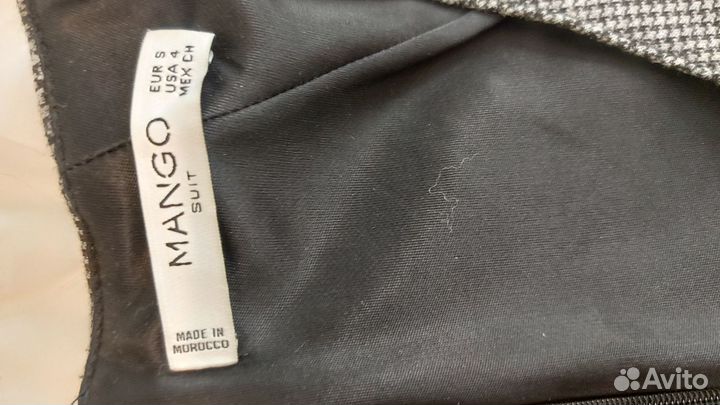 EUR S
USA 4
MEX CH
MANGO
SUIT
MADE IN
MOROCCO
Avito